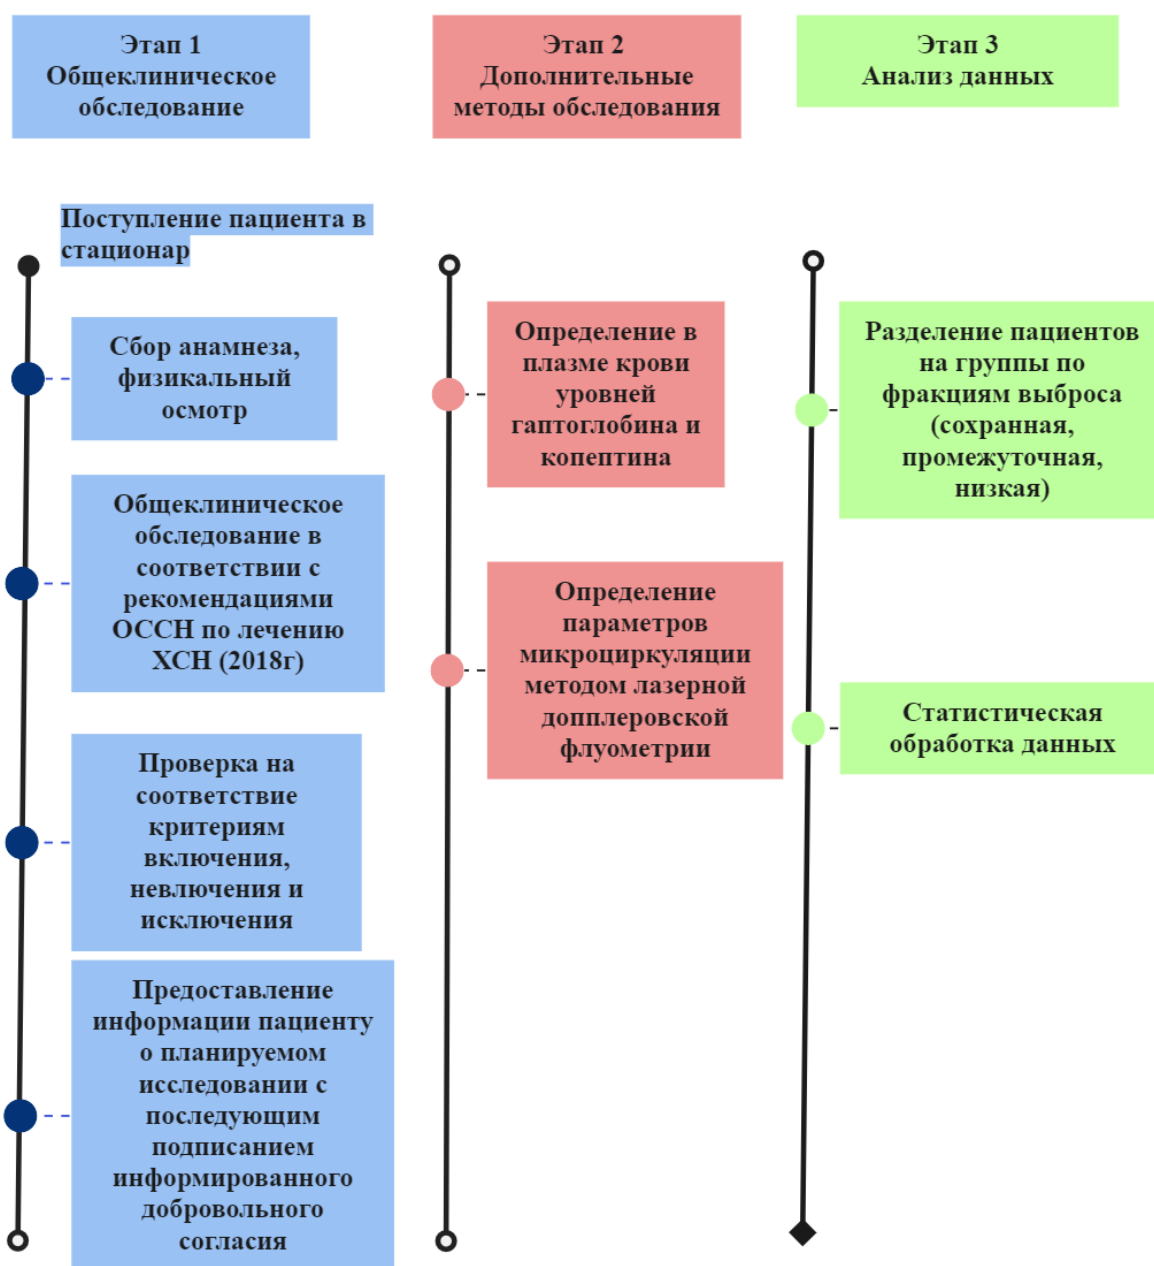 Этап 1
Общеклиническое
обследование
Этап 2
Дополнительные
методы обследования
Этап 3
Анализ данных
Поступление пациента в
стационар
Сбор анамнеза,
физикальный
осмотр
Общеклиническое
обследование в
соответствии с
рекомендациями
ОССН по лечению
ХСН (2018г)
Проверка на
соответствие
критериям
включения,
невлючения и
исключения
Предоставление
информации пациенту
о планируемом
исследовании с
последующим
подписанием
информированного
добровольного
согласия
Определение в
плазме крови
уровней
гаптоглобина и
копептина
Определение
параметров
микроциркуляции
методом лазерной
допплеровской
флуометрии
Разделение пациентов
на группы по
фракциям выброса
(сохранная,
промежуточная,
низкая)
Статистическая
обработка данных